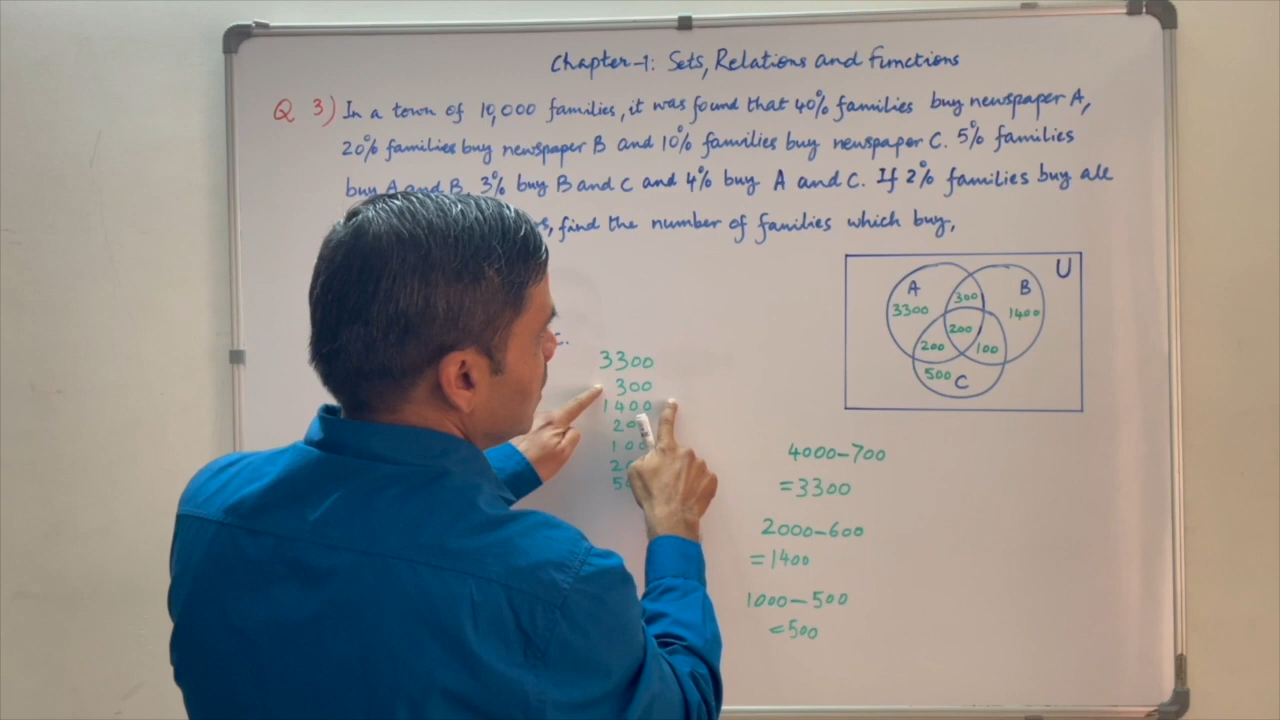 Chapter-1: Sets, Relations and Functions
Q 3) In a town of 10,000 families, it was found that 40% families buy newspaper A,
20% families buy newspaper B and 10% families buy newspaper C. 5% families
buy A and B, 3% buy B and C and 4% buy A and C. If 2% families buy all
find the number of families which buy,
U
A
B
3300
300
1400
200
200
100
500 C
c.
3300
300
1400
20
100
20
5
4000-700
=3300
2000-600
=1400
1000-500
=500